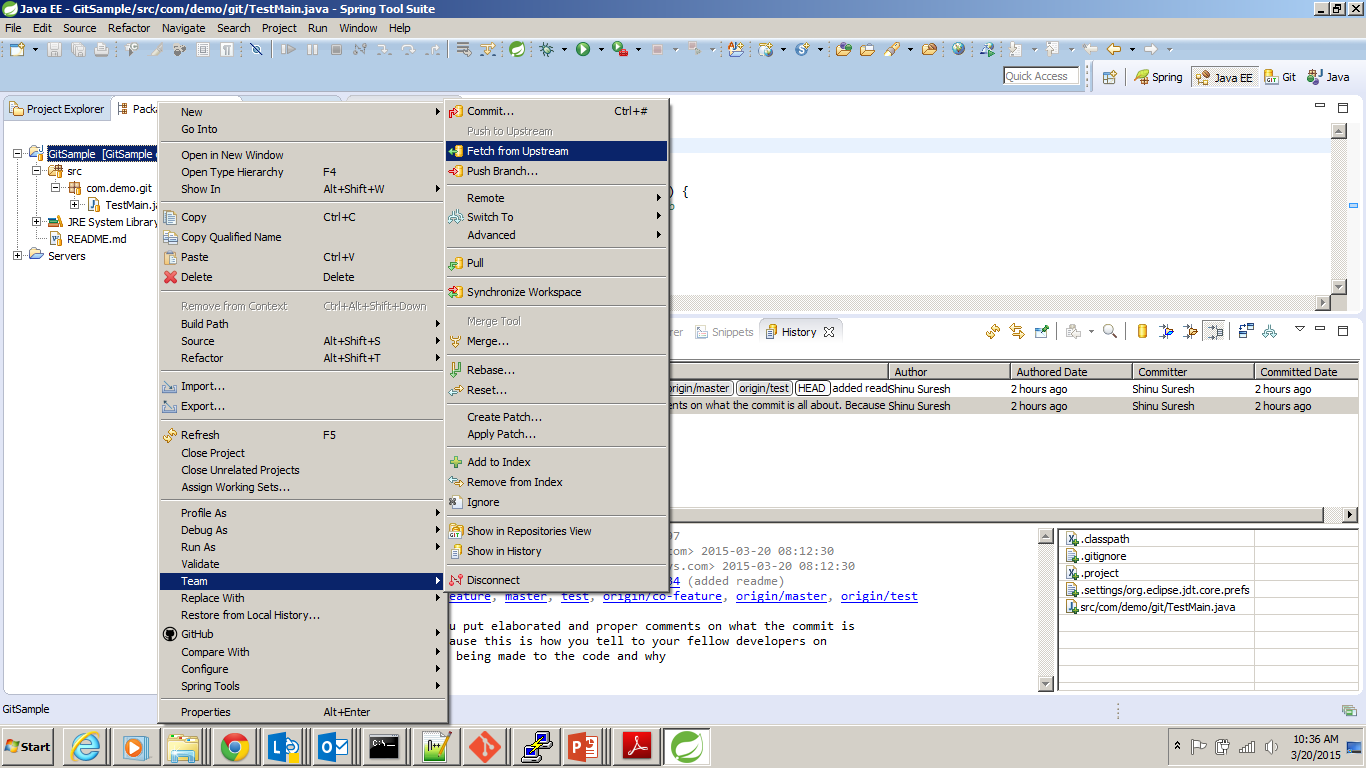 Java EE - GitSample/src/com/demo/git/TestMain.java - Spring Tool Suite
File Edit Source Refactor Navigate Search Project Run Window Help
Quick Access
Spring Java EE Git Java
Project Explorer
GitSample [GitSample
src
com.demo.git
JRE System Library
README.md
Servers
New
Go Into
Open in New Window
Open Type Hierarchy F4
Show In Alt+Shift+W
Copy Ctrl+C
Copy Qualified Name
Paste Ctrl+V
Delete Delete
Remove from Context Ctrl+Alt+Shift+Down
Build Path
Source Alt+Shift+S
Refactor Alt+Shift+T
Import...
Export...
Refresh F5
Close Project
Close Unrelated Projects
Assign Working Sets...
Profile As
Debug As
Run As
Validate
Team
Replace With
Restore from Local History...
GitHub
Compare With
Configure
Spring Tools
Properties Alt+Enter
Commit... Ctrl+#
Push to Upstream
Fetch from Upstream
Push Branch...
Remote
Switch To
Advanced
Pull
Synchronize Workspace
Merge Tool
Merge...
Rebase...
Reset...
Create Patch...
Apply Patch...
Add to Index
Remove from Index
Ignore
Show in Repositories View
Show in History
Disconnect
) {
Snippets History
Author Authored Date Committer Committed Date
origin/master origin/test HEAD added read Shinu Suresh 2 hours ago Shinu Suresh 2 hours ago
nts on what the commit is all about. Because Shinu Suresh 2 hours ago Shinu Suresh 2 hours ago
com> 2015-03-20 08:12:30
ys.com> 2015-03-20 08:12:30
(added readme)
eature, master, test, origin/co-feature, origin/master, origin/test
u put elaborated and proper comments on what the commit is
ause this is how you tell to your fellow developers on
being made to the code and why
.classpath
.gitignore
.project
.settings/org.eclipse.jdt.core.prefs
src/com/demo/git/TestMain.java
GitSample
Start
10:36 AM
3/20/2015